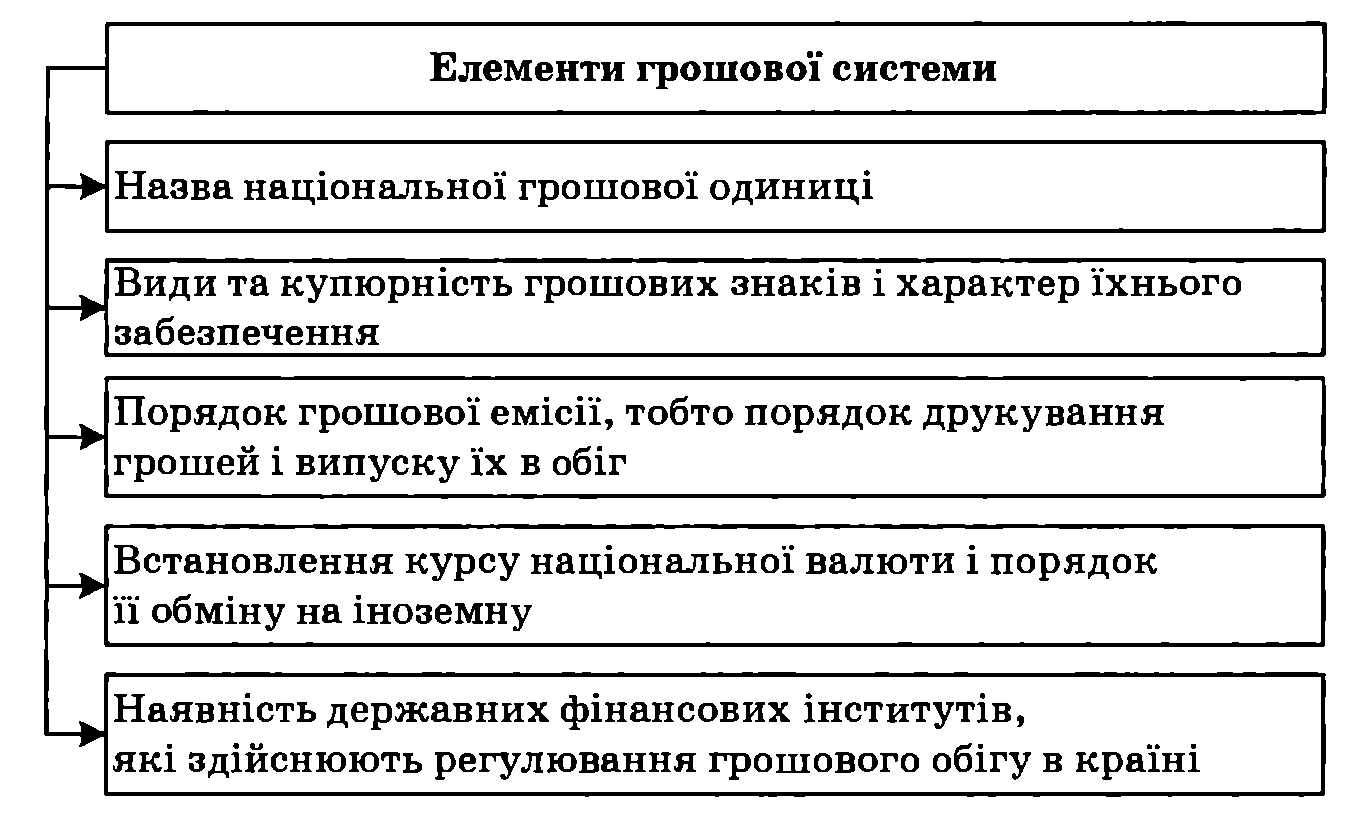 Елементи грошової системи
Назва національної грошової одиниці
Види та купюрність грошових знаків і характер їхнього
забезпечення
Порядок грошової емісії, тобто порядок друкування
грошей і випуску їх в обіг
Встановлення курсу національної валюти і порядок
її обміну на іноземну
Наявність державних фінансових інститутів,
які здійснюють регулювання грошового обігу в країні